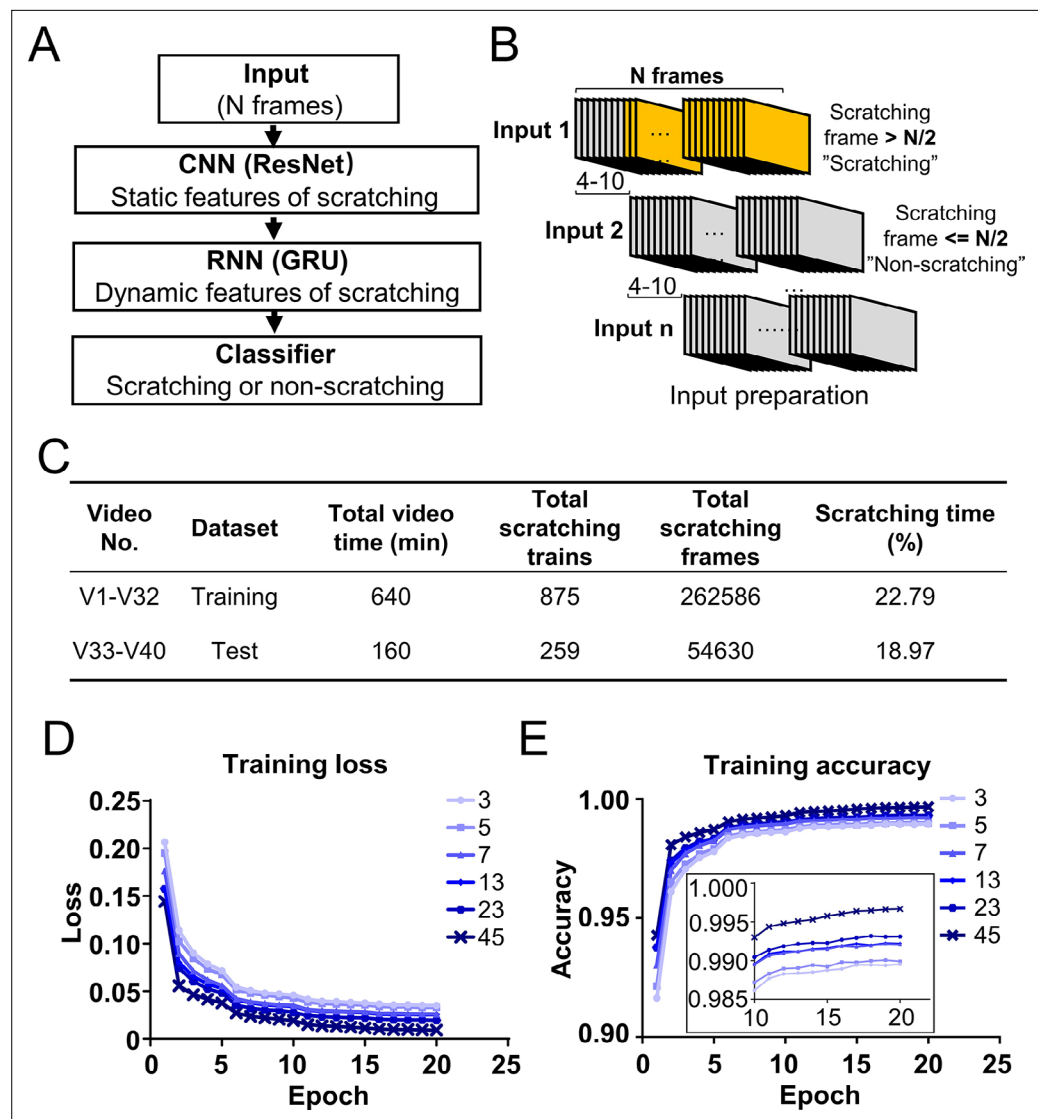 A
Input
(N frames)
CNN (ResNet)
Static features of scratching
RNN (GRU)
Dynamic features of scratching
Classifier
Scratching or non-scratching
B
N frames
Input 1
...
...
Scratching
frame > N/2
”Scratching”
4-10
Input 2
...
Scratching
frame <= N/2
”Non-scratching”
4-10
...
Input n
......
Input preparation
C
Video No. Dataset Total video time (min) Total scratching trains Total scratching frames Scratching time (%)
V1-V32 Training 640 875 262586 22.79
V33-V40 Test 160 259 54630 18.97
D
Training loss
Loss
0.25
0.20
0.15
0.10
0.05
0
0 5 10 15 20 25
Epoch
3
5
7
13
23
45
E
Training accuracy
Accuracy
1.00
0.95
0.90
0 5 10 15 20 25
Epoch
3
5
7
13
23
45
1.000
0.995
0.990
0.985
10 15 20